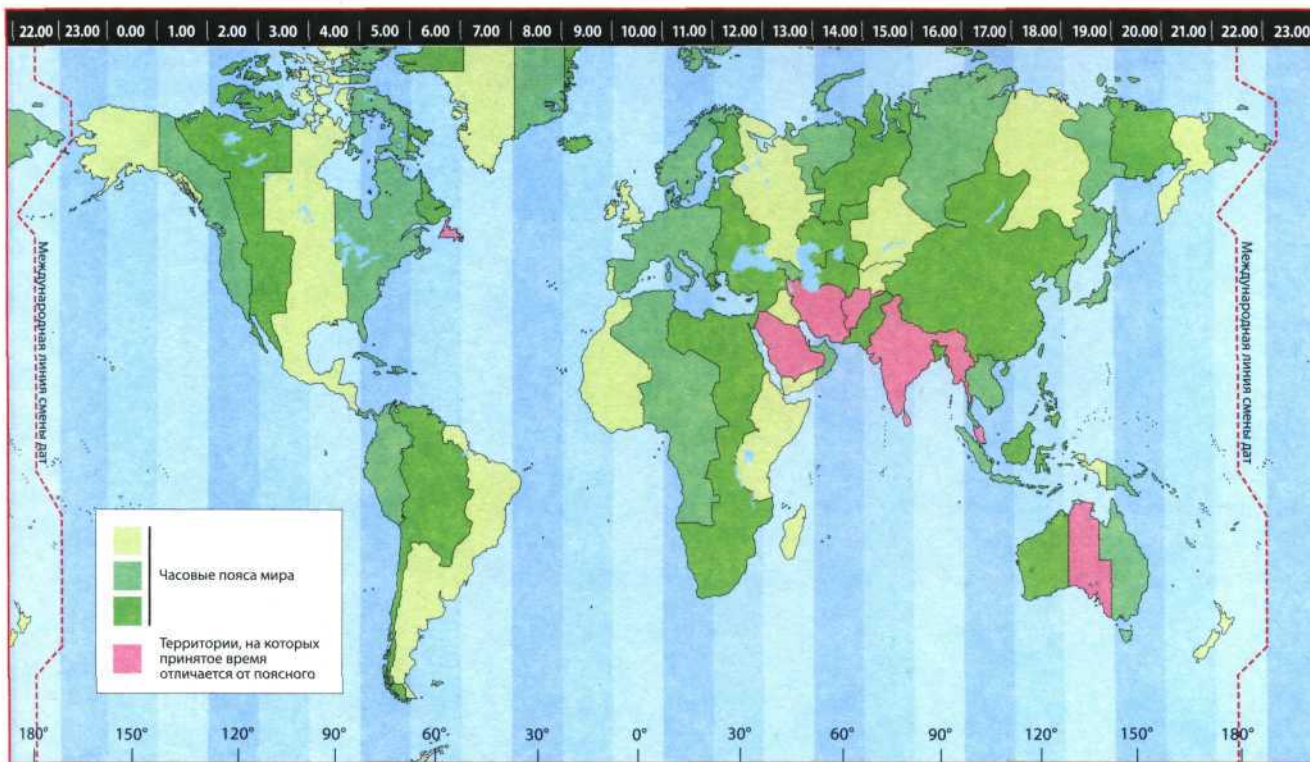 22.00 23.00 0.00 1.00 2.00 3.00 4.00 5.00 6.00 7.00 8.00 9.00 10.00 11.00 12.00 13.00 14.00 15.00 16.00 17.00 18.00 19.00 20.00 21.00 22.00 23.00
Международная линия смены дат
Международная линия смены дат
Часовые пояса мира
Территории, на которых
принятое время
отличается от поясного
180° 150° 120° 90° 60° 30° 0° 30° 60° 90° 120° 150° 180°